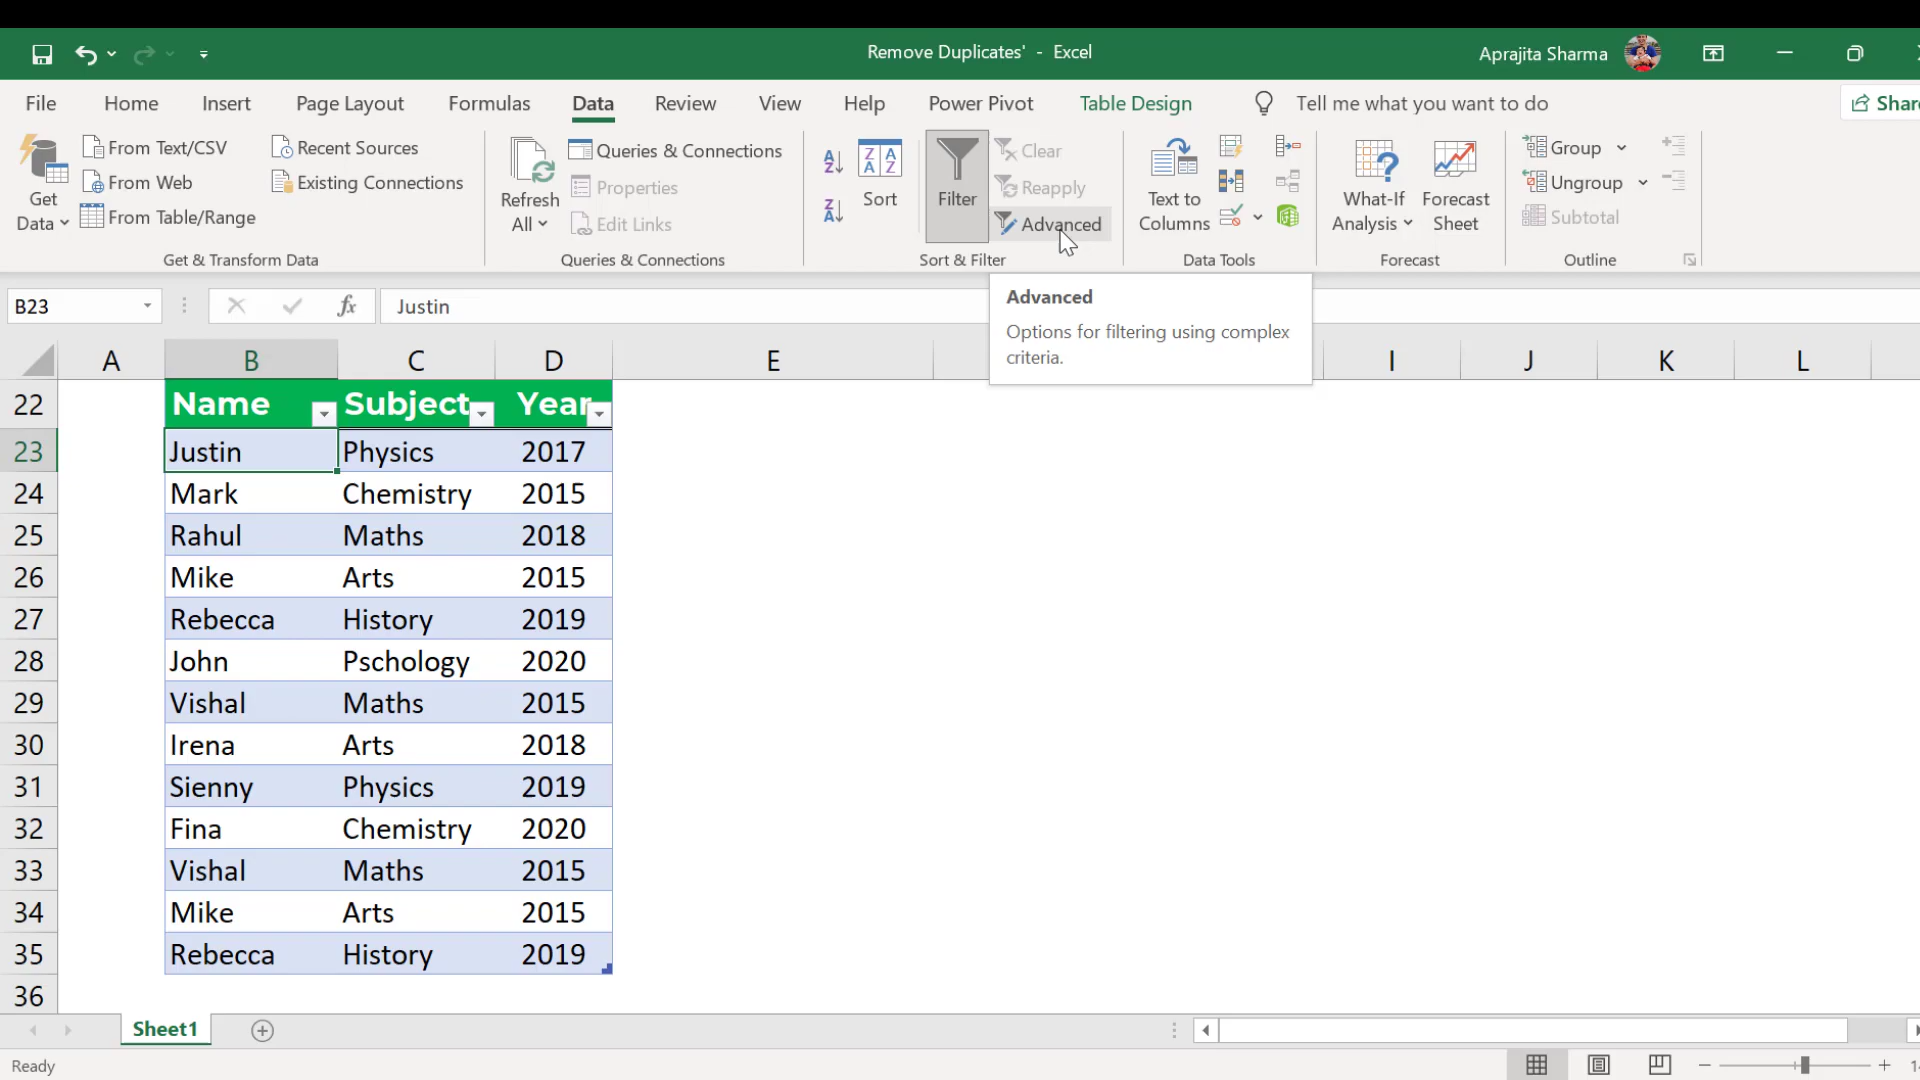 Remove Duplicates' - Excel
Aprajita Sharma
File Home Insert Page Layout Formulas Data Review View Help Power Pivot Table Design Tell me what you want to do
Get Data
From Text/CSV
From Web
From Table/Range
Recent Sources
Existing Connections
Get & Transform Data
Refresh All
Queries & Connections
Properties
Edit Links
Queries & Connections
Sort
Filter
Clear
Reapply
Advanced
Sort & Filter
Text to Columns
Data Tools
What-If Analysis
Forecast Sheet
Forecast
Group
Ungroup
Subtotal
Outline
B23 fx Justin
Advanced
Options for filtering using complex
criteria.
A B C D E I J K L
22 Name Subject Year
23 Justin Physics 2017
24 Mark Chemistry 2015
25 Rahul Maths 2018
26 Mike Arts 2015
27 Rebecca History 2019
28 John Pschology 2020
29 Vishal Maths 2015
30 Irena Arts 2018
31 Sienny Physics 2019
32 Fina Chemistry 2020
33 Vishal Maths 2015
34 Mike Arts 2015
35 Rebecca History 2019
36
Sheet1
Ready